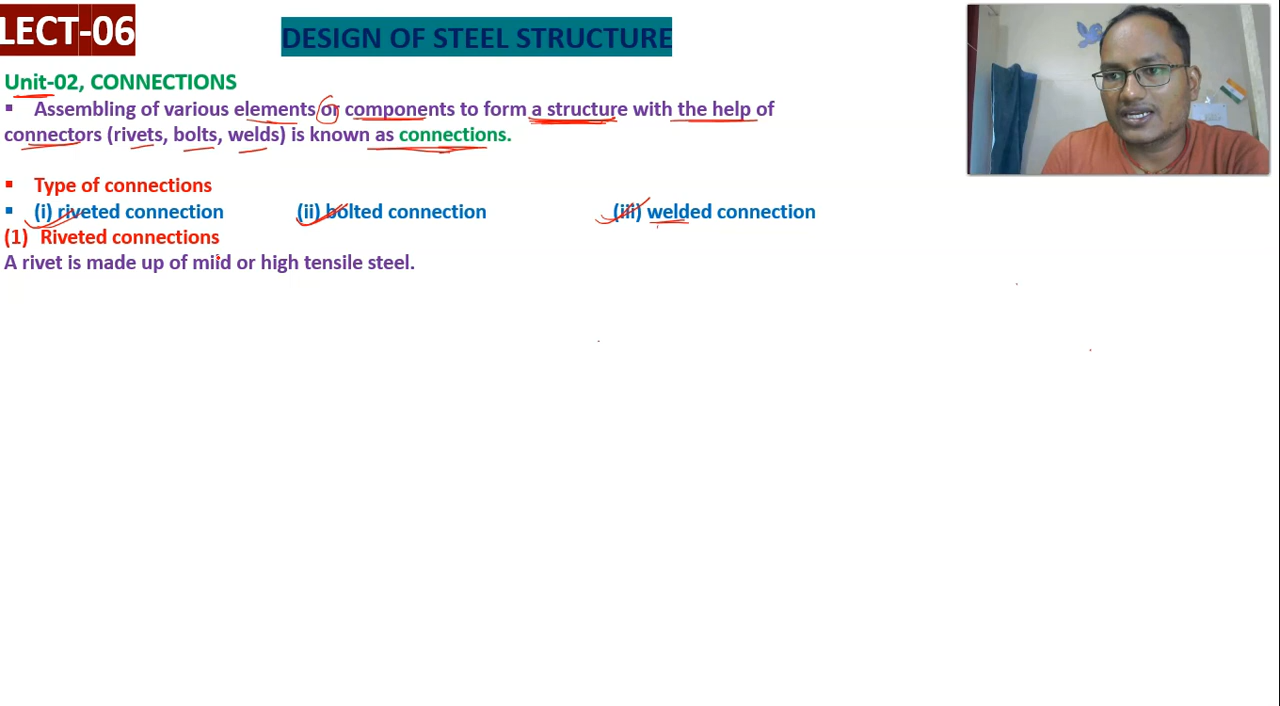 LECT-06
DESIGN OF STEEL STRUCTURE
Unit-02, CONNECTIONS
▪ Assembling of various elements or components to form a structure with the help of
connectors (rivets, bolts, welds) is known as connections.
▪ Type of connections
▪ (i) riveted connection (ii) bolted connection (iii) welded connection
(1) Riveted connections
A rivet is made up of mild or high tensile steel.